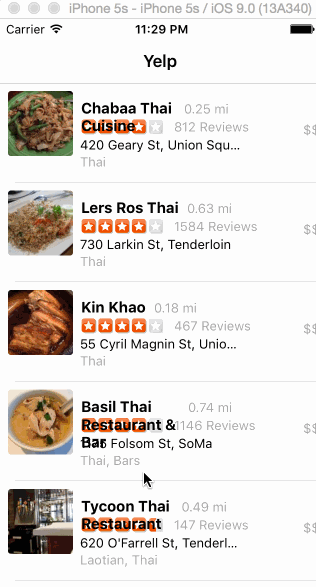 iPhone 5s - iPhone 5s / iOS 9.0 (13A340)
Carrier 11:29 PM
Yelp
Chabaa Thai 0.25 mi
Cuisine 812 Reviews $$
420 Geary St, Union Squ...
Thai
Lers Ros Thai 0.63 mi
1584 Reviews $$
730 Larkin St, Tenderloin
Thai
Kin Khao 0.18 mi
467 Reviews $$
55 Cyril Magnin St, Unio...
Thai
Basil Thai 0.74 mi
Restaurant & 1146 Reviews $$
Bar
Folsom St, SoMa
Thai, Bars
Tycoon Thai 0.49 mi
Restaurant 147 Reviews $$
620 O'Farrell St, Tenderl...
Laotian, Thai